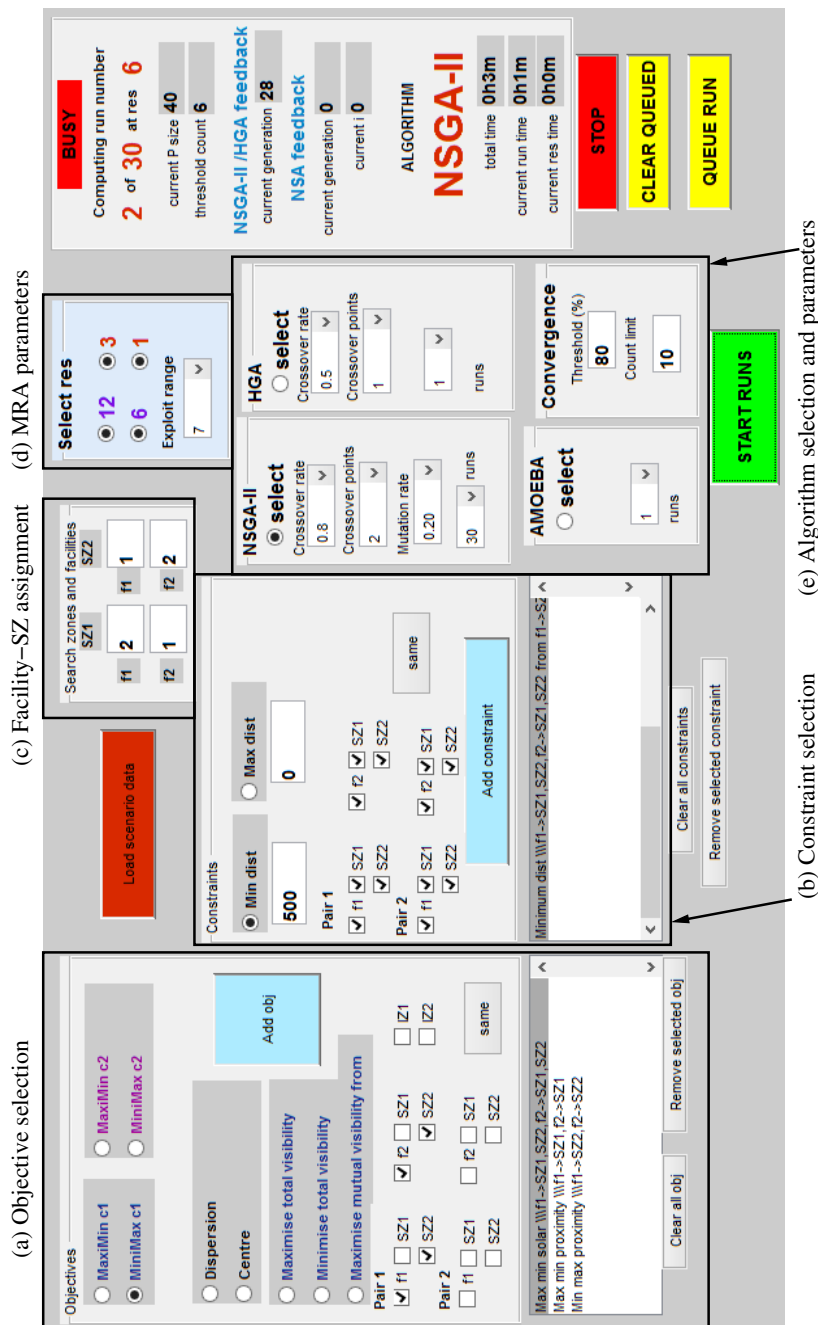 (a) Objective selection
Objectives
MaxiMin c1
MiniMax c1
MaxiMin c2
MiniMax c2
Dispersion
Centre
Maximise total visibility
Minimise total visibility
Maximise mutual visibility from
Add obj
Pair 1
f1 SZ1 f2 SZ1 IZ1
SZ2 SZ2 IZ2
Pair 2
f1 SZ1 f2 SZ1
SZ2 SZ2
same
Max min solar \\\f1->SZ1,SZ2,f2->SZ1,SZ2
Max min proximity \\\f1->SZ1,f2->SZ1
Min max proximity \\\f1->SZ2,f2->SZ2
Clear all obj
Remove selected obj
Load scenario data
Constraints
Min dist
500
Max dist
0
Pair 1
f1 SZ1 f2 SZ1
SZ2 SZ2
Pair 2
f1 SZ1 f2 SZ1
SZ2 SZ2
same
Add constraint
Minimum dist \\\f1->SZ1,SZ2,f2->SZ1,SZ2 from f1->SZ
Clear all constraints
Remove selected constraint
(b) Constraint selection
(c) Facility–SZ assignment
Search zones and facilities
SZ1 SZ2
f1 2 f1 1
f2 1 f2 2
(d) MRA parameters
Select res
12 3
6 1
Exploit range
7
NSGA-II
select
Crossover rate
0.8
Crossover points
2
Mutation rate
0.20
30 runs
HGA
select
Crossover rate
0.5
Crossover points
1
1
runs
AMOEBA
select
1
runs
Convergence
Threshold (%)
80
Count limit
10
START RUNS
(e) Algorithm selection and parameters
BUSY
Computing run number
2 of 30 at res 6
current P size 40
threshold count 6
NSGA-II /HGA feedback
current generation 28
NSA feedback
current generation 0
current i 0
ALGORITHM
NSGA-II
total time 0h3m
current run time 0h1m
current res time 0h0m
STOP
CLEAR QUEUED
QUEUE RUN